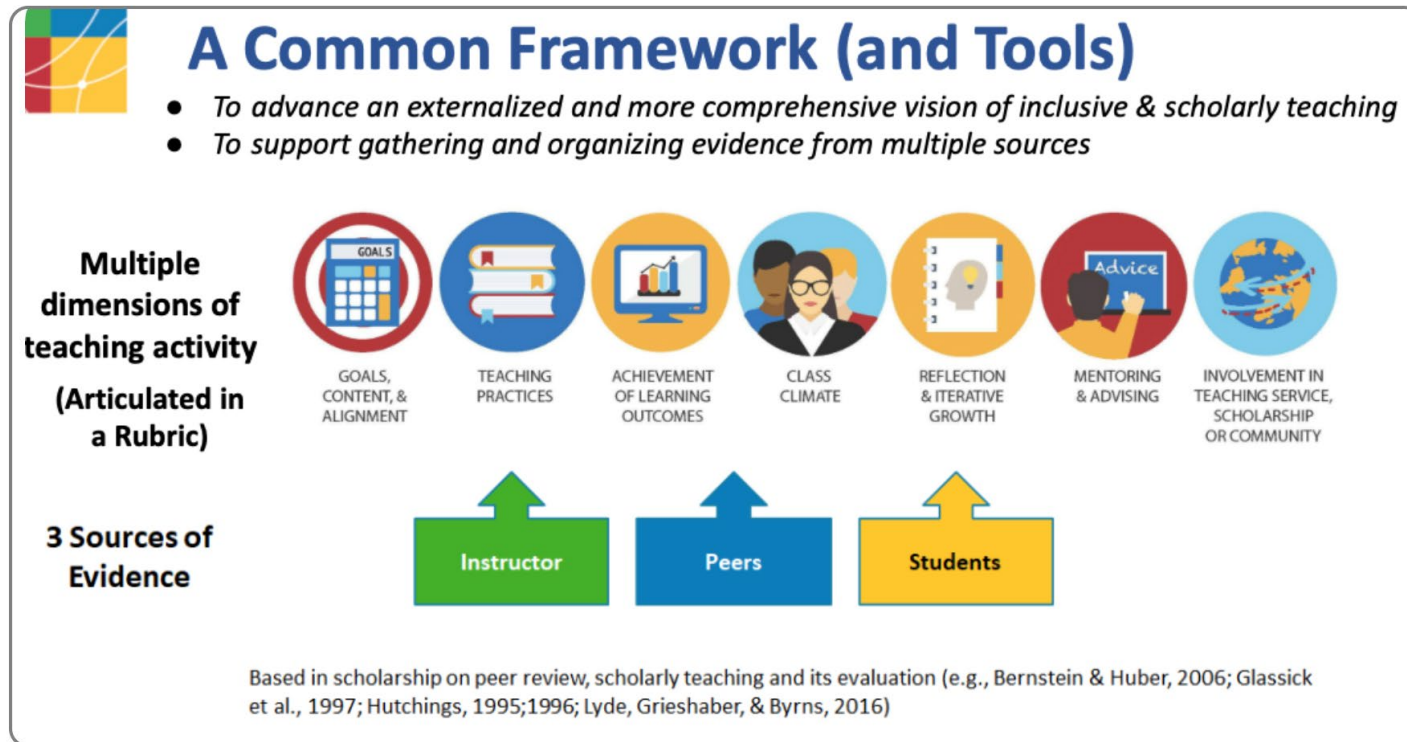 A Common Framework (and Tools)
● To advance an externalized and more comprehensive vision of inclusive & scholarly teaching
● To support gathering and organizing evidence from multiple sources
Multiple
dimensions of
teaching activity
(Articulated in
a Rubric)
GOALS
Advice
GOALS,
CONTENT, &
ALIGNMENT
TEACHING
PRACTICES
ACHIEVEMENT
OF LEARNING
OUTCOMES
CLASS
CLIMATE
REFLECTION
& ITERATIVE
GROWTH
MENTORING
& ADVISING
INVOLVEMENT IN
TEACHING SERVICE,
SCHOLARSHIP
OR COMMUNITY
3 Sources of
Evidence
Instructor
Peers
Students
Based in scholarship on peer review, scholarly teaching and its evaluation (e.g., Bernstein & Huber, 2006; Glassick
et al., 1997; Hutchings, 1995;1996; Lyde, Grieshaber, & Byrns, 2016)